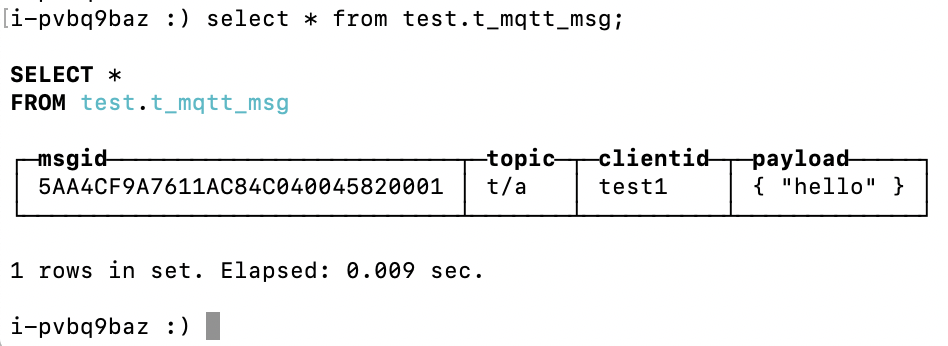 [i-pvbq9baz :) select * from test.t_mqtt_msg;
SELECT *
FROM test.t_mqtt_msg
msgid topic clientid payload
5AA4CF9A7611AC84C040045820001 t/a test1 { "hello" }
1 rows in set. Elapsed: 0.009 sec.
i-pvbq9baz :)